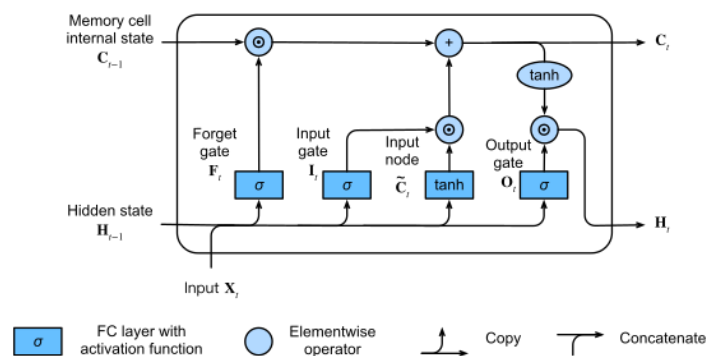 Memory cell
internal state
C_{t−1}
C_t
tanh
Forget
gate
F_t
Input
gate
I_t
Input
node
C̃_t
Output
gate
O_t
σ
σ
tanh
σ
Hidden state
H_{t−1}
H_t
Input X_t
σ
FC layer with
activation function
Elementwise
operator
Copy
Concatenate